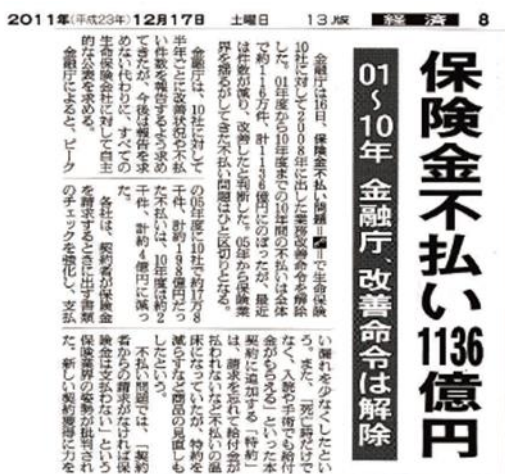 2011年(平成23年)12月17日 土曜日 13版 経済 8
保険金不払い1136億円
01〜10年 金融庁、改善命令は解除
金融庁は16日、保険金不払い問題=で生命保険
10社に対して2008年に出した業務改善命令を解除
した。01年度から10年度までの10年間の不払いは全体
で約116万件、計1136億円にのぼったが、最近
は件数が減り、改善したと判断した。05年から保険業
界を揺るがしてきた不払い問題はひと区切りとなる。
金融庁は、10社に対して
半年ごとに改善状況や不払
い件数を報告するよう求め
てきたが、今後は報告を求
めない代わりに、すべての
生命保険会社に対して自主
的な公表を求める。
金融庁によると、ピーク
の05年度に10社で約17万8
千件、計約198億円だっ
た不払いは、10年度は約2
千件、計約4億円に減っ
た。
各社は、契約者が保険金
を請求するときに出す書類
のチェックを強化し、支払
い漏れを少なくしたとい
う。また、「死亡時だけで
なく、入院や手術でも給付
金がもらえる」といった本
契約に追加する「特約」
は、請求を忘れて給付金が
払われないなど不払いの温
床になっていたが、特約を
減らすなど商品の見直しも
したという。
不払い問題では、「契約
者からの請求がなければ保
険金は支払わない」という
保険業界の姿勢が批判され
た。新しい契約獲得に力を